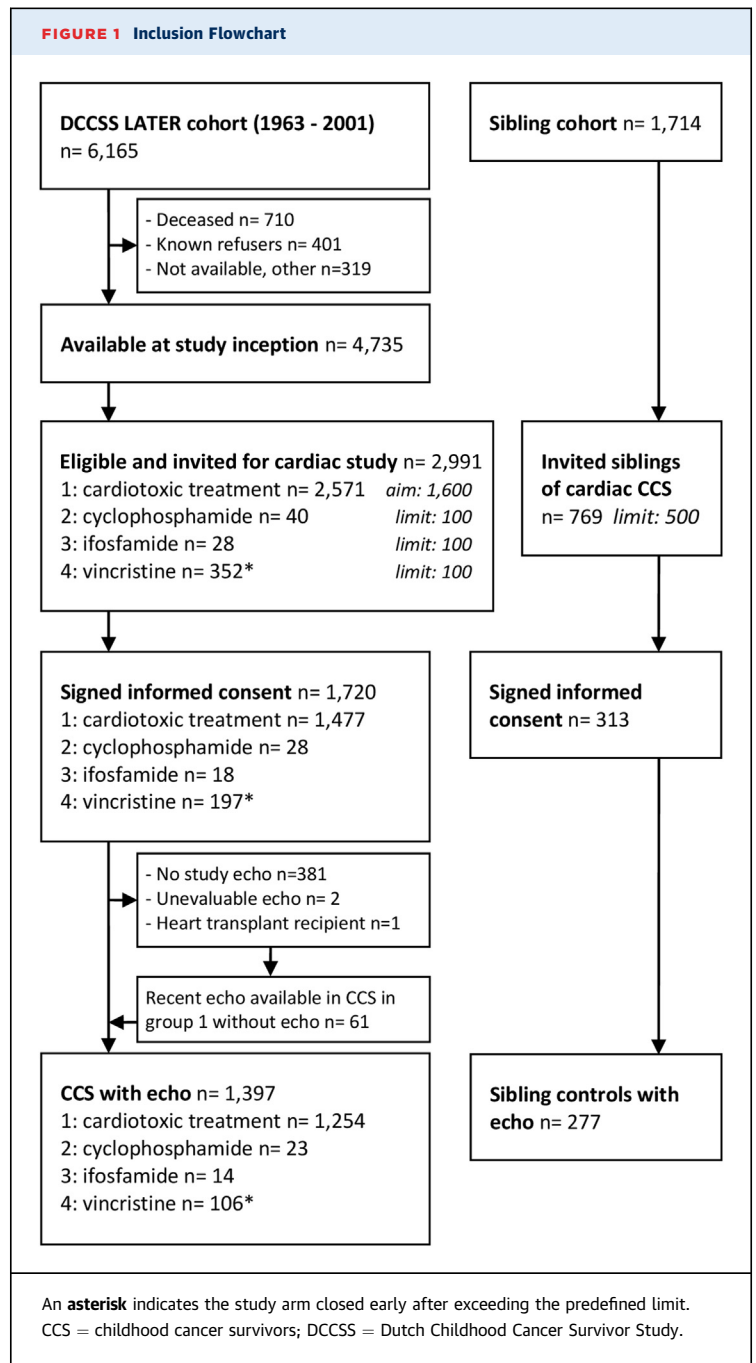 FIGURE 1 Inclusion Flowchart
DCCSS LATER cohort (1963 - 2001)
n= 6,165
- Deceased n= 710
- Known refusers n= 401
- Not available, other n=319
Available at study inception n= 4,735
Eligible and invited for cardiac study n= 2,991
1: cardiotoxic treatment n= 2,571 aim: 1,600
2: cyclophosphamide n= 40 limit: 100
3: ifosfamide n= 28 limit: 100
4: vincristine n= 352* limit: 100
Signed informed consent n= 1,720
1: cardiotoxic treatment n= 1,477
2: cyclophosphamide n= 28
3: ifosfamide n= 18
4: vincristine n= 197*
- No study echo n=381
- Unevaluable echo n= 2
- Heart transplant recipient n=1
Recent echo available in CCS in
group 1 without echo n= 61
CCS with echo n= 1,397
1: cardiotoxic treatment n= 1,254
2: cyclophosphamide n= 23
3: ifosfamide n= 14
4: vincristine n= 106*
Sibling cohort n= 1,714
Invited siblings
of cardiac CCS
n= 769 limit: 500
Signed informed
consent n= 313
Sibling controls with
echo n= 277
An asterisk indicates the study arm closed early after exceeding the predefined limit.
CCS = childhood cancer survivors; DCCSS = Dutch Childhood Cancer Survivor Study.